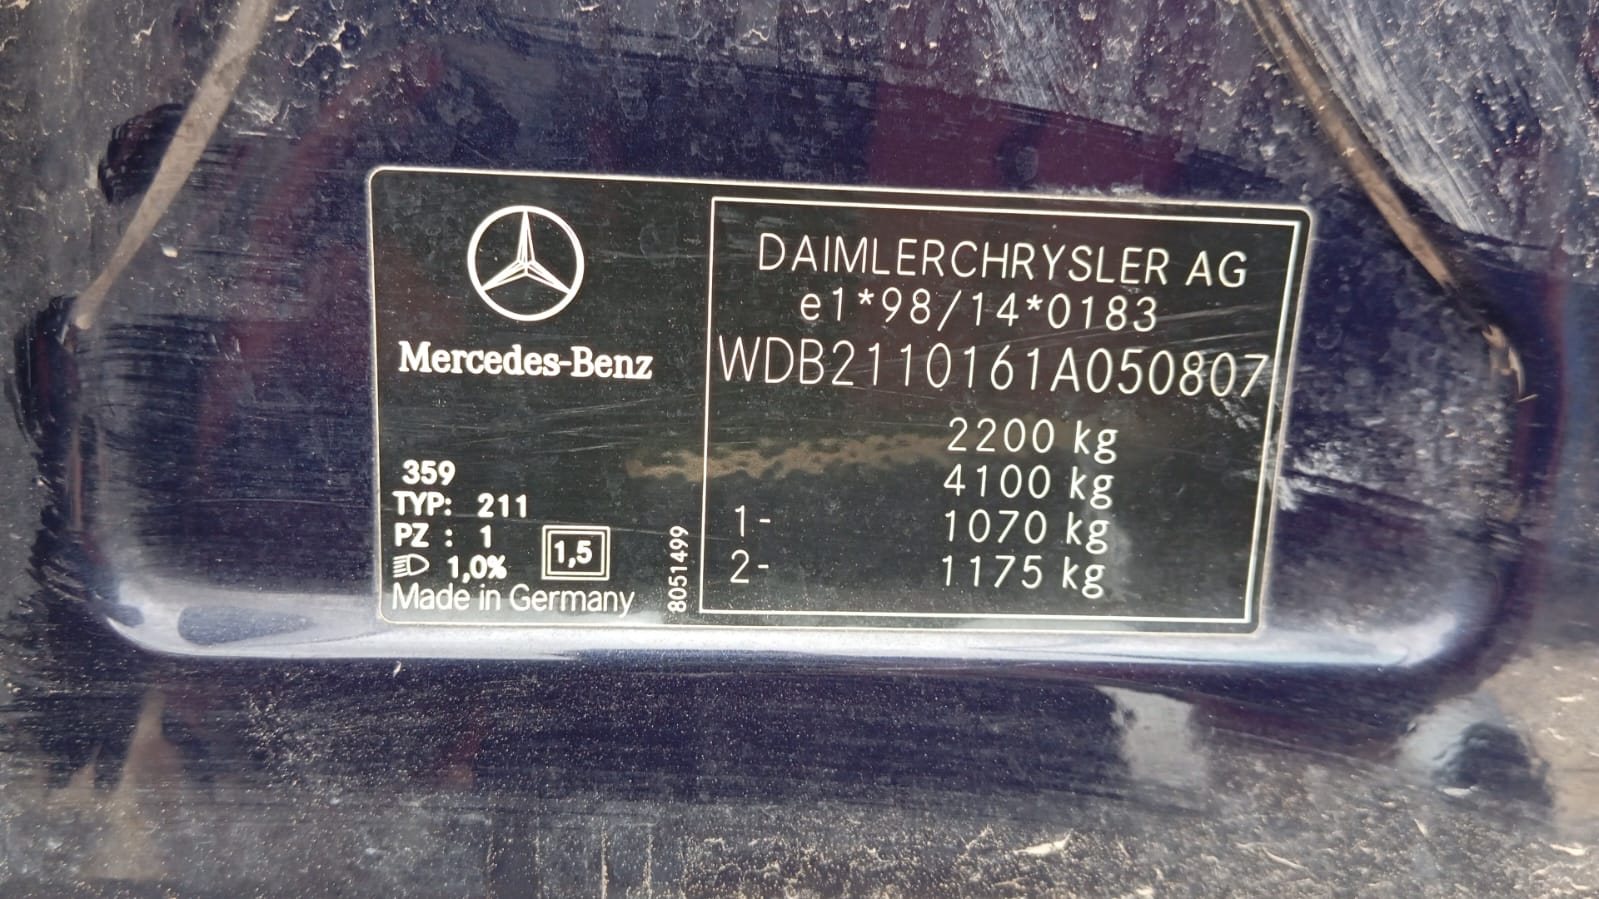 Mercedes-Benz
359
TYP: 211
PZ : 1
1,0%
1,5
Made in Germany
8051499
DAIMLERCHRYSLER AG
e1*98/14*0183
WDB2110161A050807
2200 kg
4100 kg
1- 1070 kg
2- 1175 kg